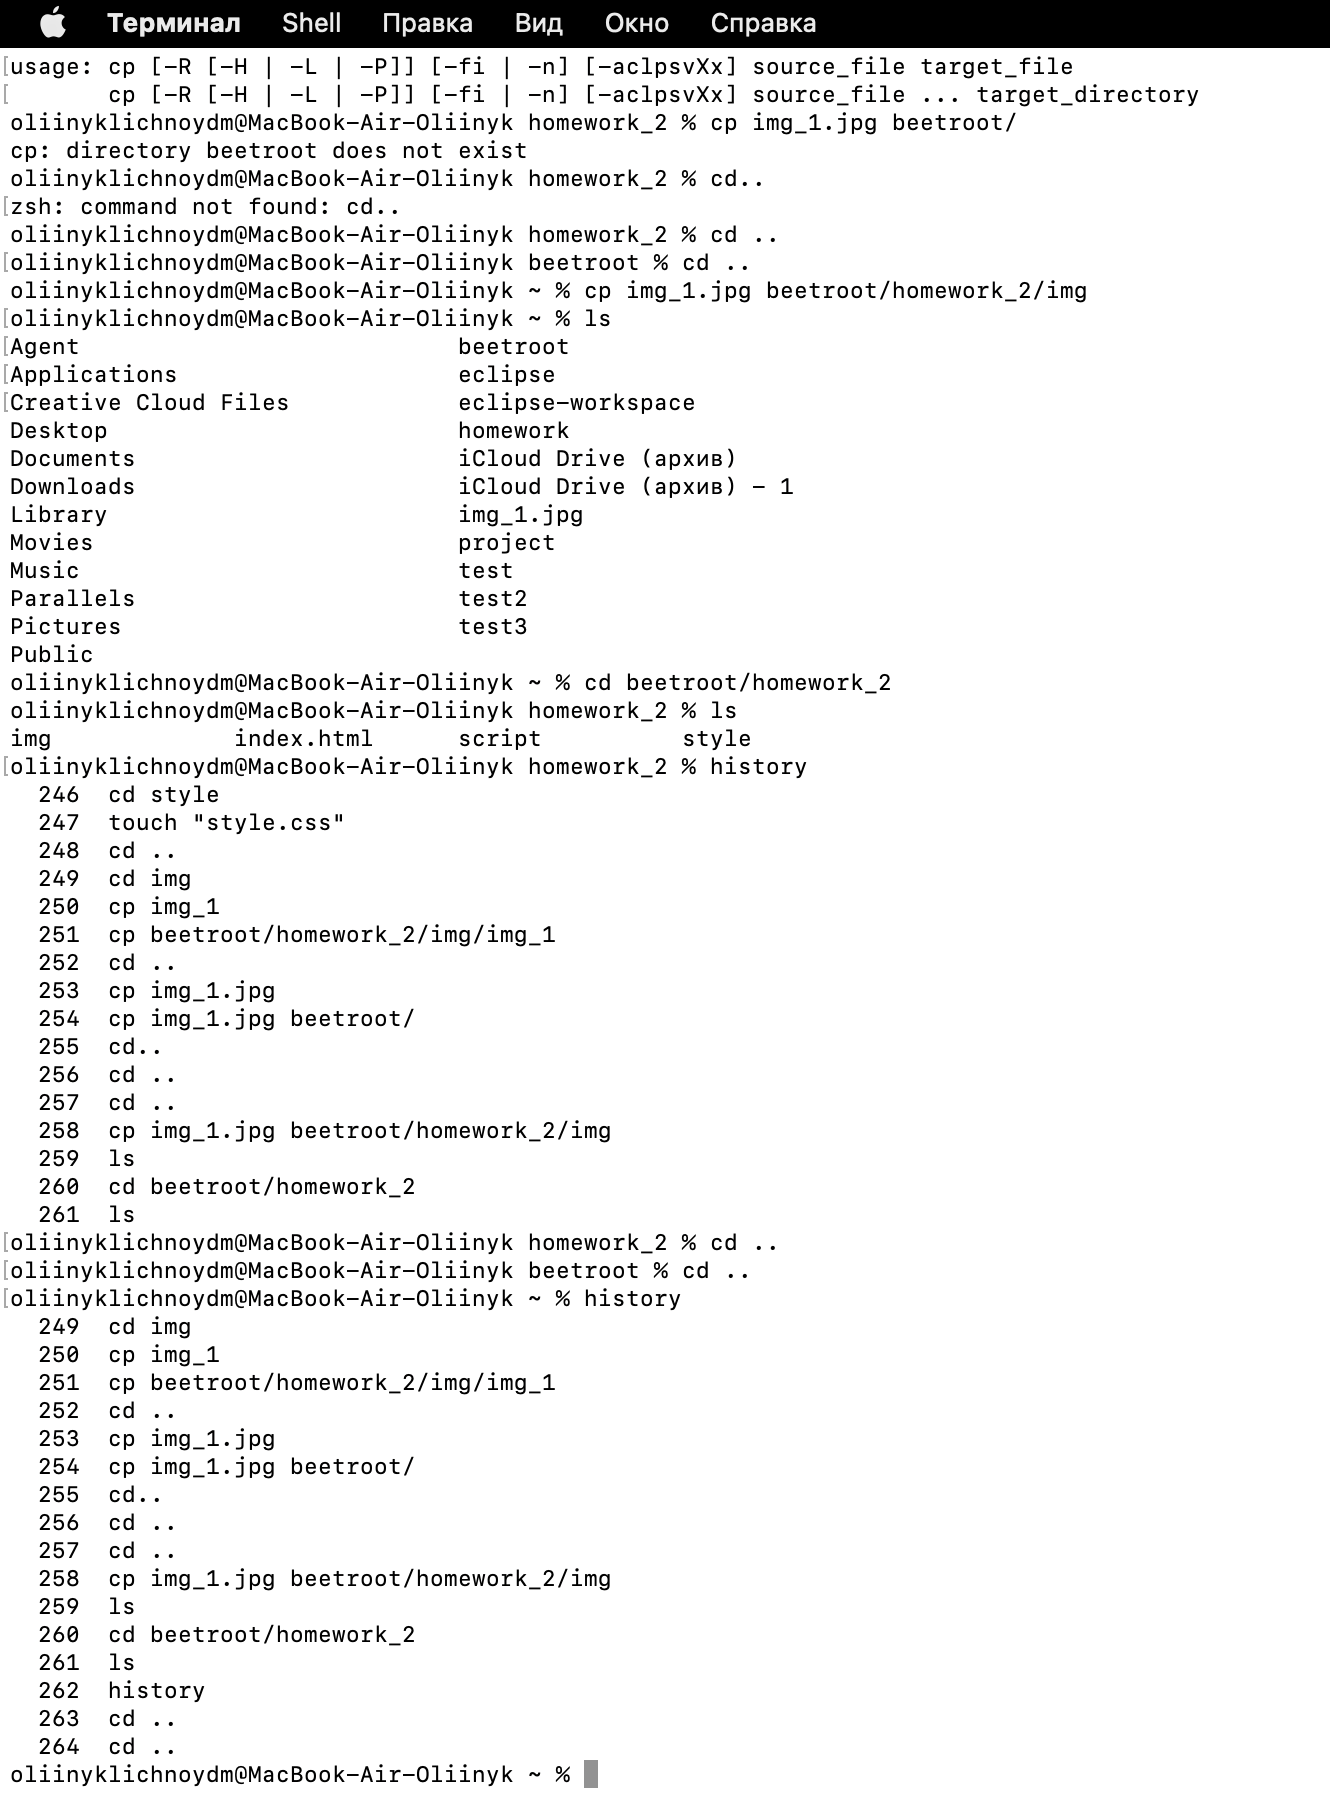 Терминал Shell Правка Вид Окно Справка
usage: cp [-R [-H | -L | -P]] [-fi | -n] [-aclpsvXx] source_file target_file
       cp [-R [-H | -L | -P]] [-fi | -n] [-aclpsvXx] source_file ... target_directory
oliinyklichnoydm@MacBook-Air-Oliinyk homework_2 % cp img_1.jpg beetroot/
cp: directory beetroot does not exist
oliinyklichnoydm@MacBook-Air-Oliinyk homework_2 % cd..
zsh: command not found: cd..
oliinyklichnoydm@MacBook-Air-Oliinyk homework_2 % cd ..
oliinyklichnoydm@MacBook-Air-Oliinyk beetroot % cd ..
oliinyklichnoydm@MacBook-Air-Oliinyk ~ % cp img_1.jpg beetroot/homework_2/img
oliinyklichnoydm@MacBook-Air-Oliinyk ~ % ls
Agent                           beetroot
Applications                    eclipse
Creative Cloud Files            eclipse-workspace
Desktop                         homework
Documents                       iCloud Drive (архив)
Downloads                       iCloud Drive (архив) - 1
Library                         img_1.jpg
Movies                          project
Music                           test
Parallels                       test2
Pictures                        test3
Public
oliinyklichnoydm@MacBook-Air-Oliinyk ~ % cd beetroot/homework_2
oliinyklichnoydm@MacBook-Air-Oliinyk homework_2 % ls
img             index.html      script          style
oliinyklichnoydm@MacBook-Air-Oliinyk homework_2 % history
  246  cd style
  247  touch "style.css"
  248  cd ..
  249  cd img
  250  cp img_1
  251  cp beetroot/homework_2/img/img_1
  252  cd ..
  253  cp img_1.jpg
  254  cp img_1.jpg beetroot/
  255  cd..
  256  cd ..
  257  cd ..
  258  cp img_1.jpg beetroot/homework_2/img
  259  ls
  260  cd beetroot/homework_2
  261  ls
oliinyklichnoydm@MacBook-Air-Oliinyk homework_2 % cd ..
oliinyklichnoydm@MacBook-Air-Oliinyk beetroot % cd ..
oliinyklichnoydm@MacBook-Air-Oliinyk ~ % history
  249  cd img
  250  cp img_1
  251  cp beetroot/homework_2/img/img_1
  252  cd ..
  253  cp img_1.jpg
  254  cp img_1.jpg beetroot/
  255  cd..
  256  cd ..
  257  cd ..
  258  cp img_1.jpg beetroot/homework_2/img
  259  ls
  260  cd beetroot/homework_2
  261  ls
  262  history
  263  cd ..
  264  cd ..
oliinyklichnoydm@MacBook-Air-Oliinyk ~ %